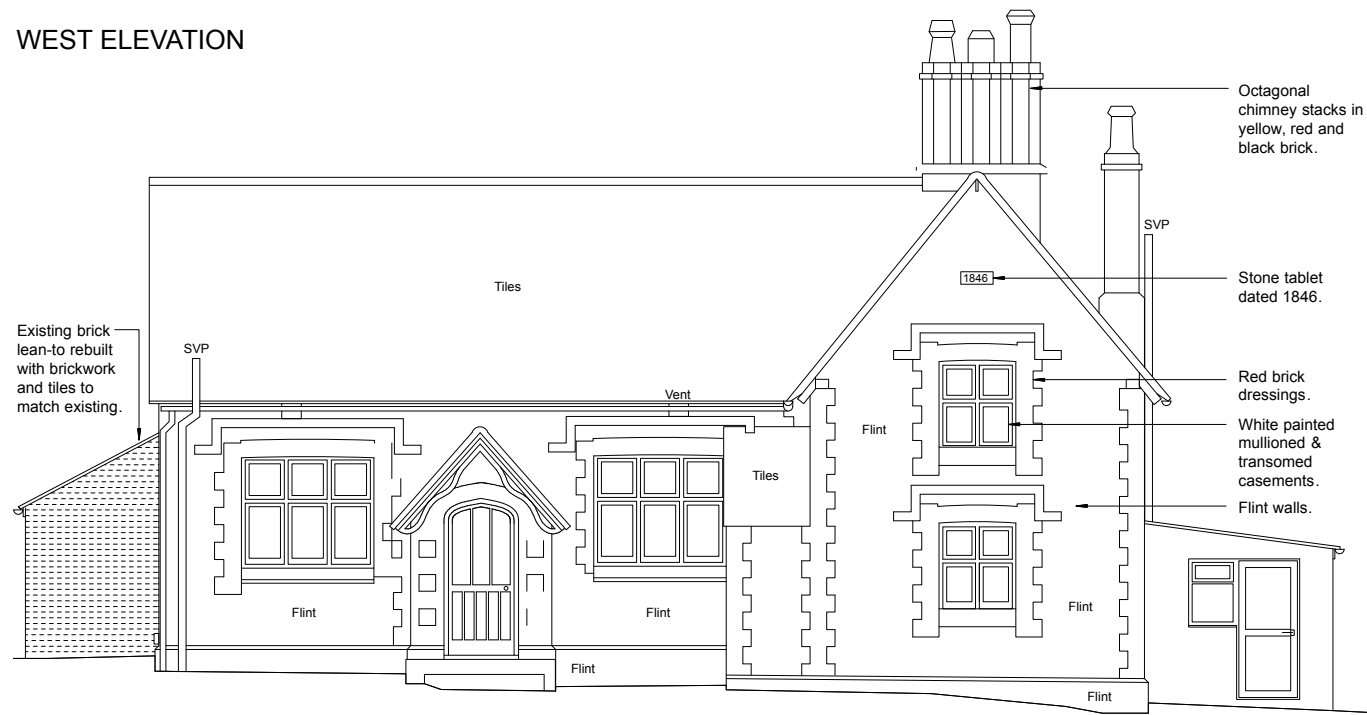 WEST ELEVATION
Octagonal
chimney stacks in
yellow, red and
black brick.
SVP
1846
Stone tablet
dated 1846.
Tiles
Existing brick
lean-to rebuilt
with brickwork
and tiles to
match existing.
SVP
Vent
Red brick
dressings.
White painted
mullioned &
transomed
casements.
Flint
Tiles
Flint walls.
Flint
Flint
Flint
Flint
Flint